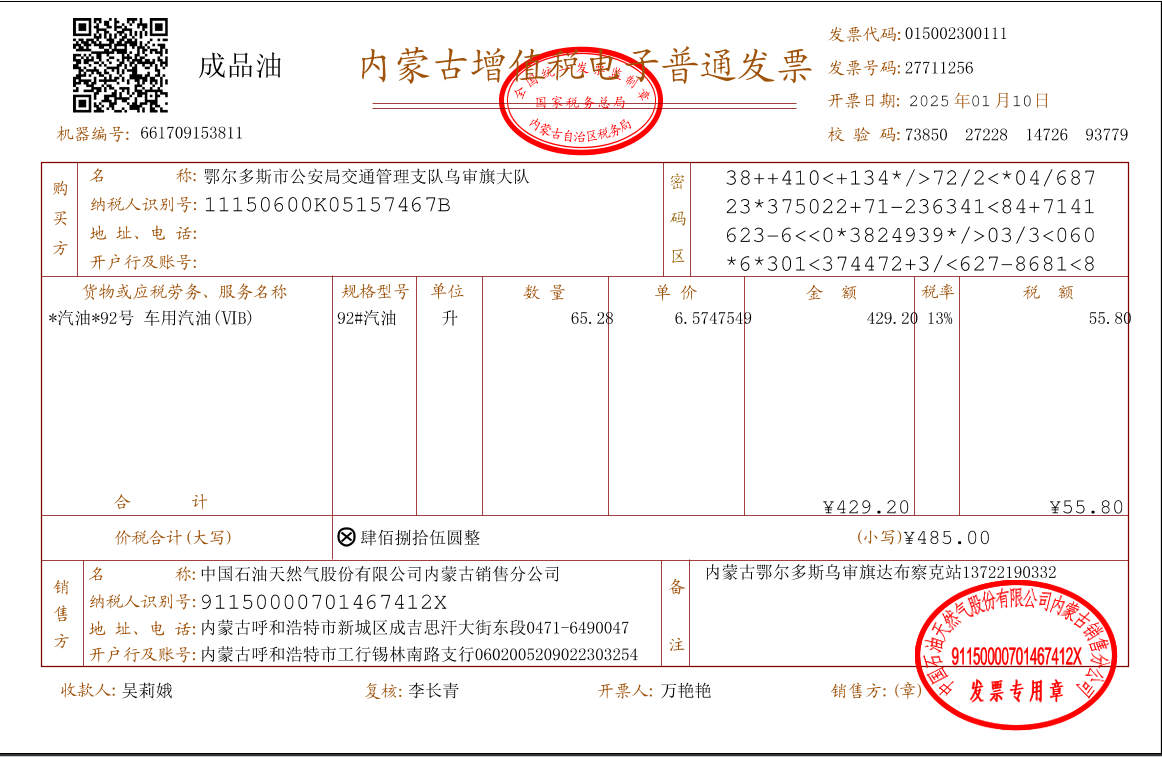 成品油
内蒙古增值税电子普通发票
全国统一发票监制章
国家税务总局
内蒙古自治区税务局
发票代码:015002300111
发票号码:27711256
开票日期: 2025 年01 月10 日
机器编号: 661709153811
校 验 码:73850 27228 14726 93779
购买方
名 称: 鄂尔多斯市公安局交通管理支队乌审旗大队
纳税人识别号: 11150600K05157467B
地 址、电 话:
开户行及账号:
密码区
38++410<+134*/>72/2<*04/687
23*375022+71-236341<84+7141
623-6<<0*3824939*/>03/3<060
*6*301<374472+3/<627-8681<8
货物或应税劳务、服务名称 规格型号 单位 数 量 单 价 金 额 税率 税 额
*汽油*92号 车用汽油(VIB) 92#汽油 升 65.28 6.5747549 429.20 13% 55.80
合 计 ¥429.20 ¥55.80
价税合计(大写) ⊗肆佰捌拾伍圆整 (小写)¥485.00
销售方
名 称: 中国石油天然气股份有限公司内蒙古销售分公司
纳税人识别号: 91150000701467412X
地 址、电 话: 内蒙古呼和浩特市新城区成吉思汗大街东段0471-6490047
开户行及账号: 内蒙古呼和浩特市工行锡林南路支行0602005209022303254
备注
内蒙古鄂尔多斯乌审旗达布察克站13722190332
中国石油天然气股份有限公司内蒙古销售分公司
91150000701467412X
发票专用章
收款人: 吴莉娥 复核: 李长青 开票人: 万艳艳 销售方: (章)